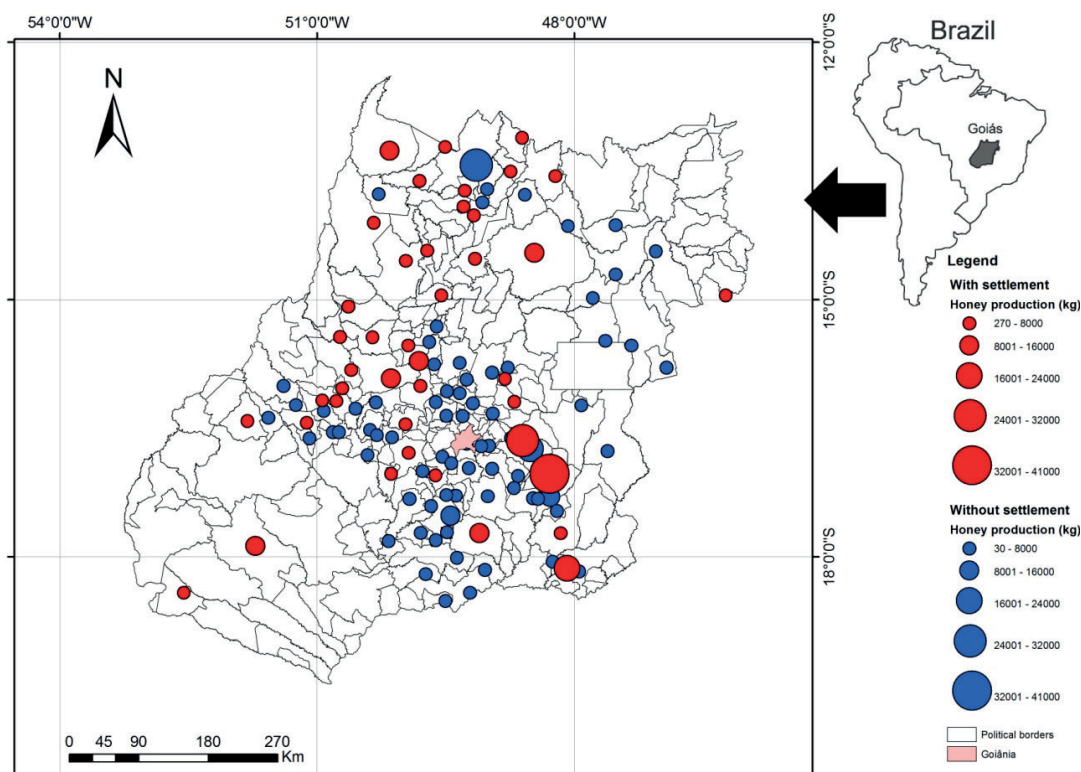 54°0'0"W
51°0'0"W
48°0'0"W
12°0'0"S
15°0'0"S
18°0'0"S
N
0 45 90 180 270
Km
Brazil
Goiás
Legend
With settlement
Honey production (kg)
270 - 8000
8001 - 16000
16001 - 24000
24001 - 32000
32001 - 41000
Without settlement
Honey production (kg)
30 - 8000
8001 - 16000
16001 - 24000
24001 - 32000
32001 - 41000
Political borders
Goiânia